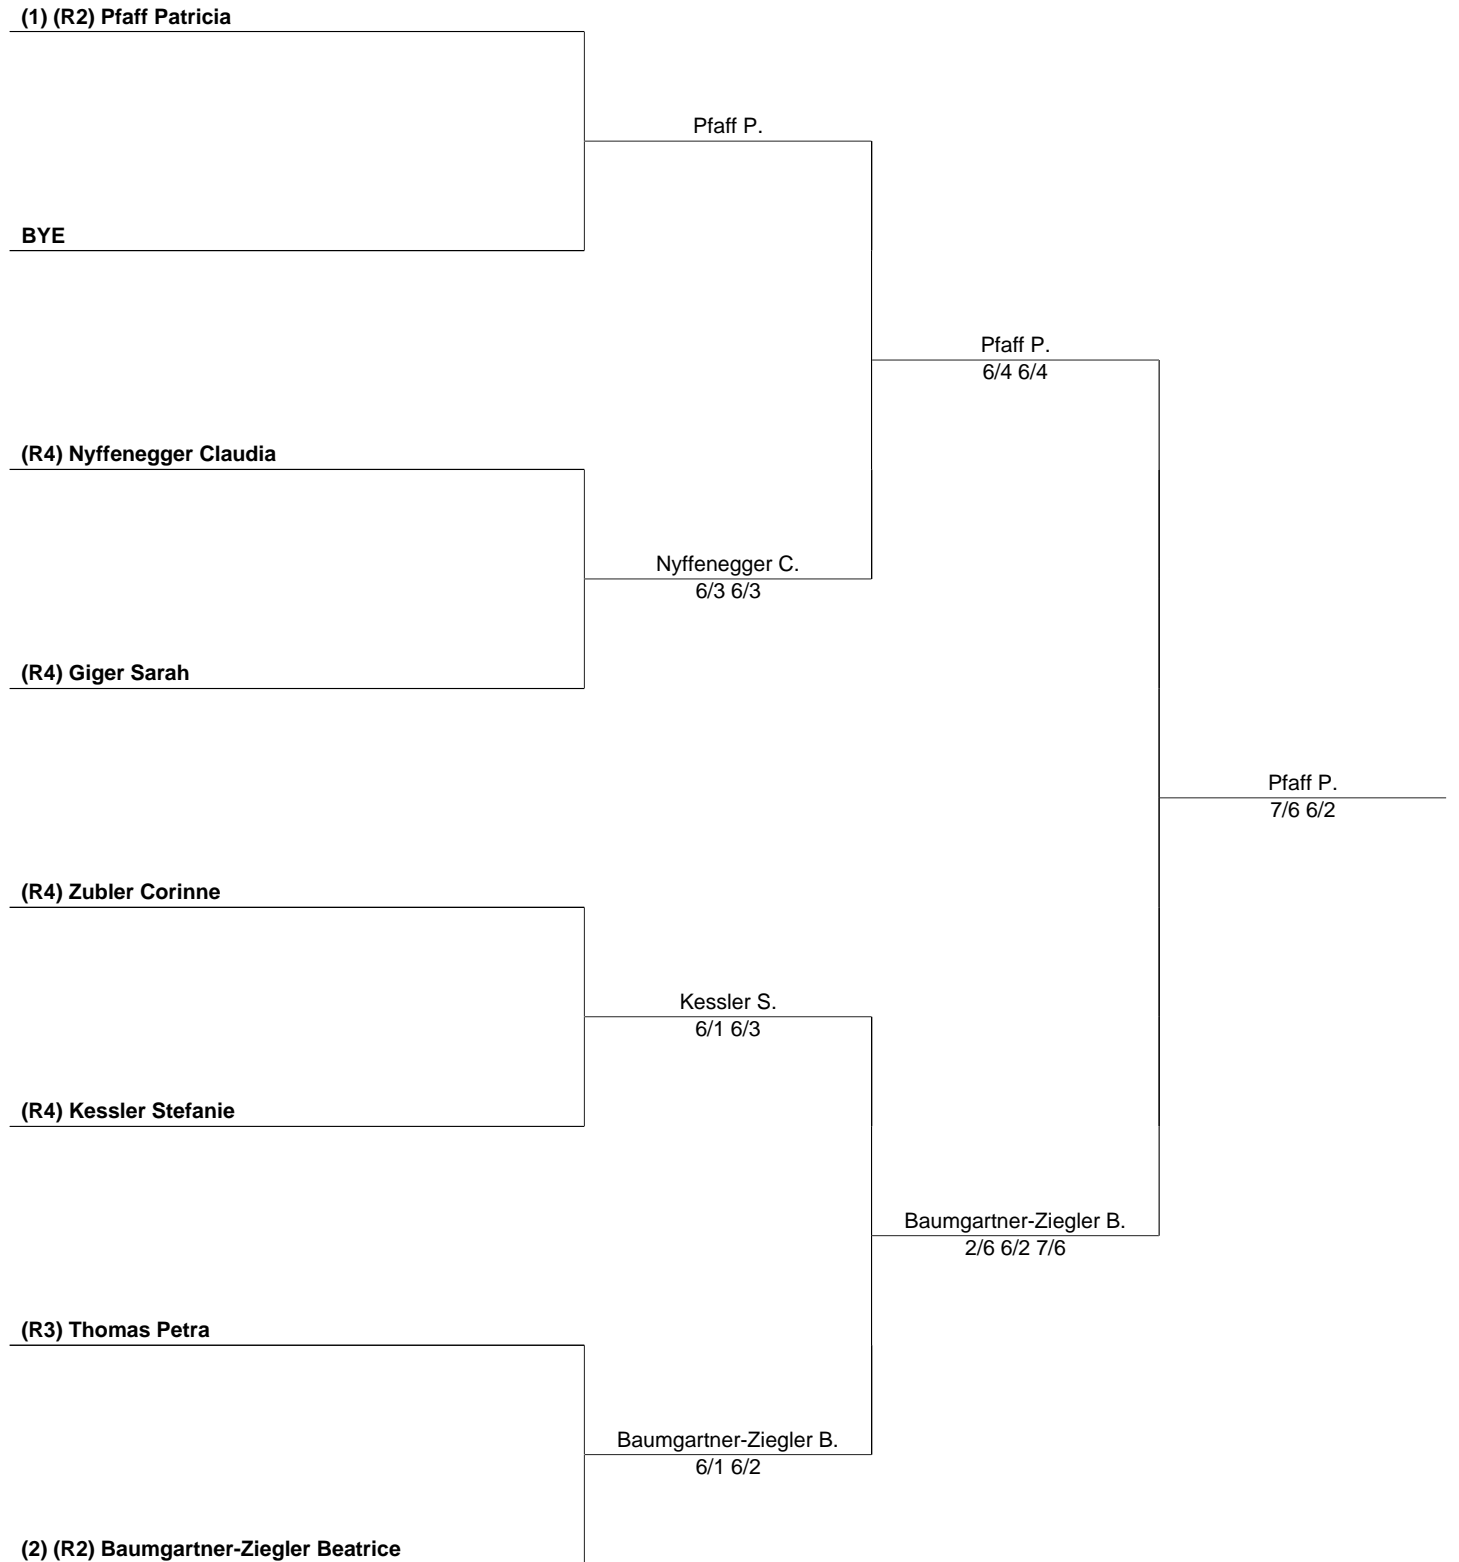 (1) (R2) Pfaff Patricia
Pfaff P.
BYE
Pfaff P.
6/4 6/4
(R4) Nyffenegger Claudia
Nyffenegger C.
6/3 6/3
(R4) Giger Sarah
Pfaff P.
7/6 6/2
(R4) Zubler Corinne
Kessler S.
6/1 6/3
(R4) Kessler Stefanie
Baumgartner-Ziegler B.
2/6 6/2 7/6
(R3) Thomas Petra
Baumgartner-Ziegler B.
6/1 6/2
(2) (R2) Baumgartner-Ziegler Beatrice